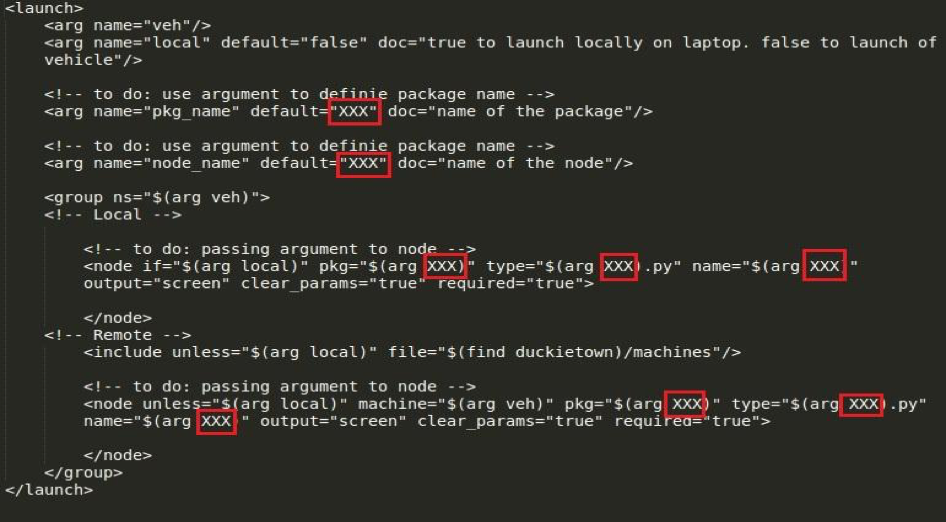 <launch>
<arg name="veh"/>
<arg name="local" default="false" doc="true to launch locally on laptop. false to launch of
vehicle"/>
<!-- to do: use argument to definie package name -->
<arg name="pkg_name" default="XXX" doc="name of the package"/>
<!-- to do: use argument to definie package name -->
<arg name="node_name" default="XXX" doc="name of the node"/>
<group ns="$(arg veh)">
<!-- Local -->
<!-- to do: passing argument to node -->
<node if="$(arg local)" pkg="$(arg XXX)" type="$(arg XXX).py" name="$(arg XXX)"
output="screen" clear_params="true" required="true">
</node>
<!-- Remote -->
<include unless="$(arg local)" file="$(find duckietown)/machines"/>
<!-- to do: passing argument to node -->
<node unless="$(arg local)" machine="$(arg veh)" pkg="$(arg XXX)" type="$(arg XXX).py"
name="$(arg XXX)" output="screen" clear_params="true" required="true">
</node>
</group>
</launch>